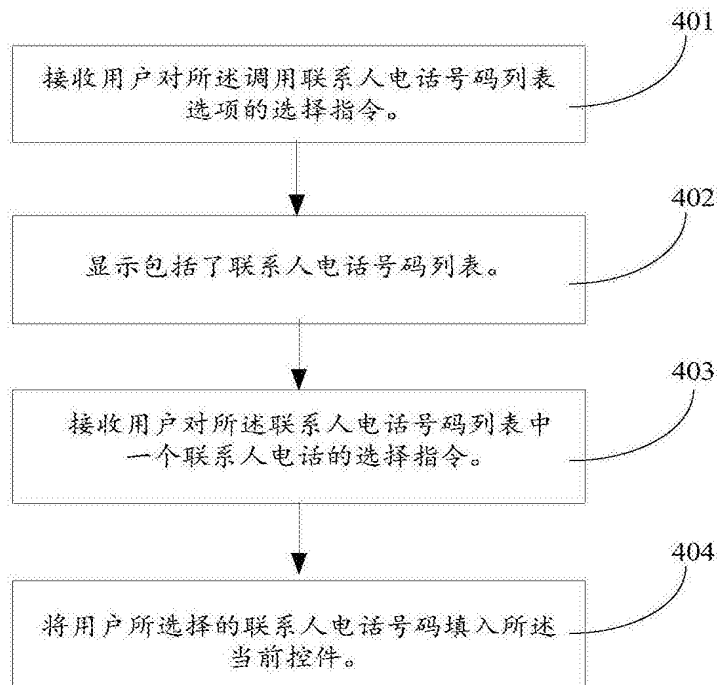 401
接收用户对所述调用联系人电话号码列表
选项的选择指令。
402
显示包括了联系人电话号码列表。
403
接收用户对所述联系人电话号码列表中
一个联系人电话的选择指令。
404
将用户所选择的联系人电话号码填入所述
当前控件。